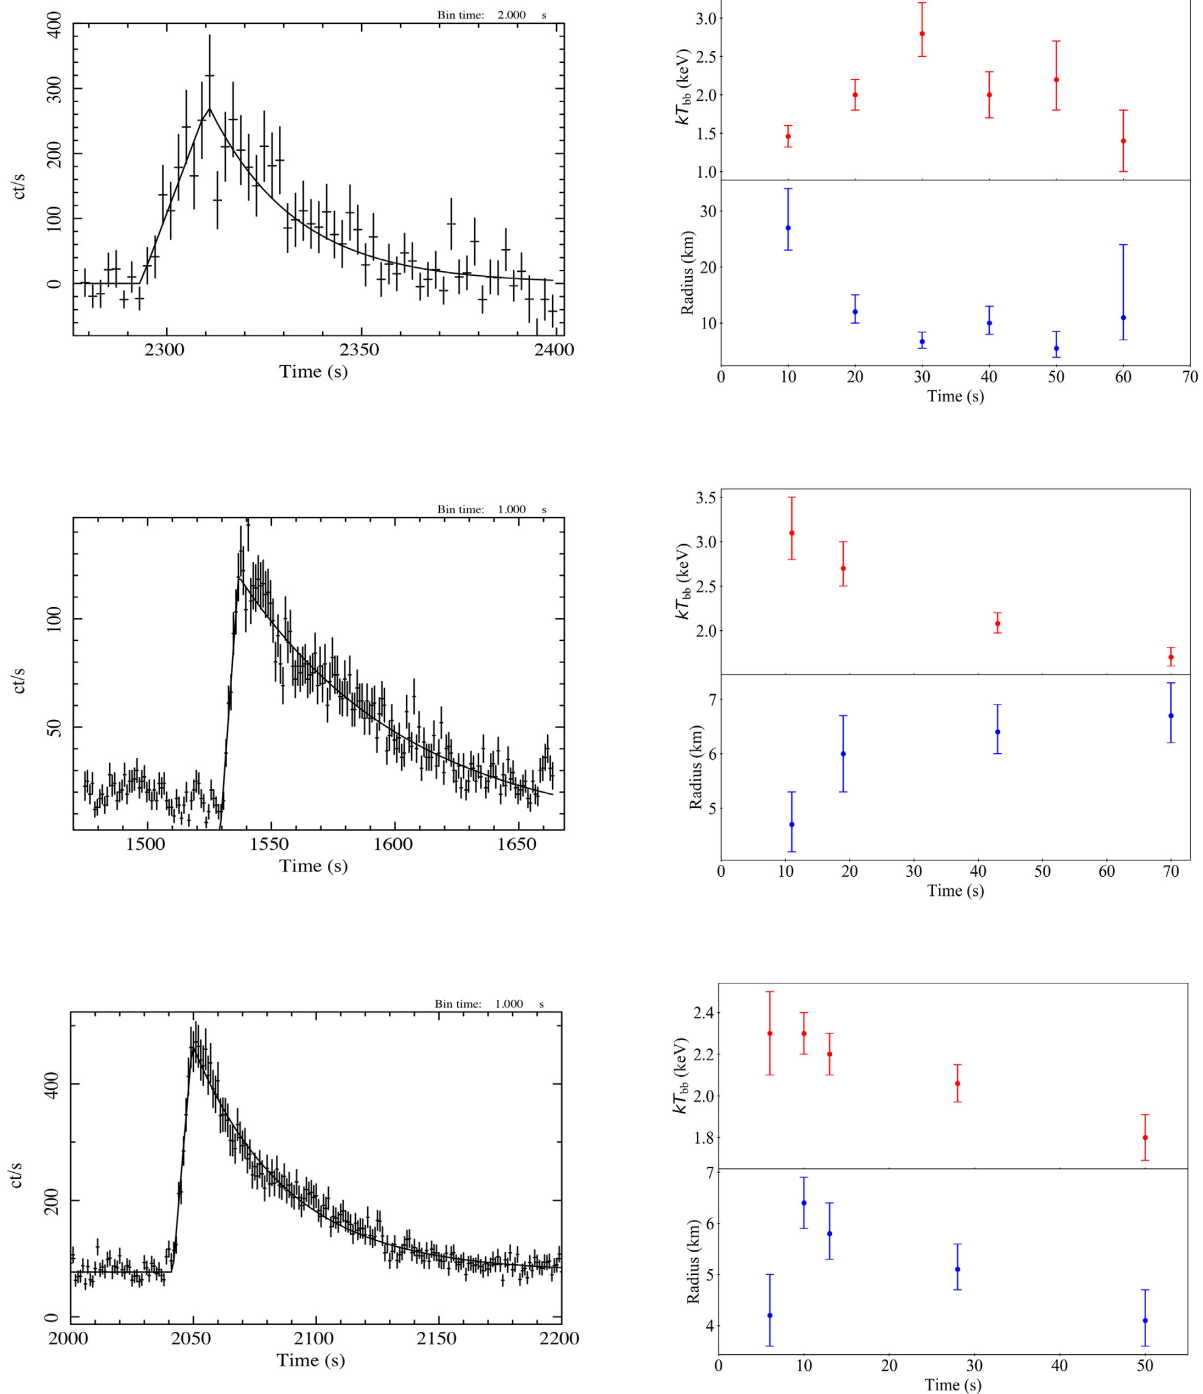 Bin time: 2.000 s
400
300
200
100
0
ct/s
2300 2350 2400
Time (s)
3.0
2.5
2.0
1.5
1.0
kTbb (keV)
30
20
10
Radius (km)
0 10 20 30 40 50 60 70
Time (s)
Bin time: 1.000 s
100
50
ct/s
1500 1550 1600 1650
Time (s)
3.5
3.0
2.5
2.0
kTbb (keV)
7
6
5
Radius (km)
0 10 20 30 40 50 60 70
Time (s)
Bin time: 1.000 s
400
200
0
ct/s
2000 2050 2100 2150 2200
Time (s)
2.4
2.2
2.0
1.8
kTbb (keV)
7
6
5
4
Radius (km)
0 10 20 30 40 50
Time (s)